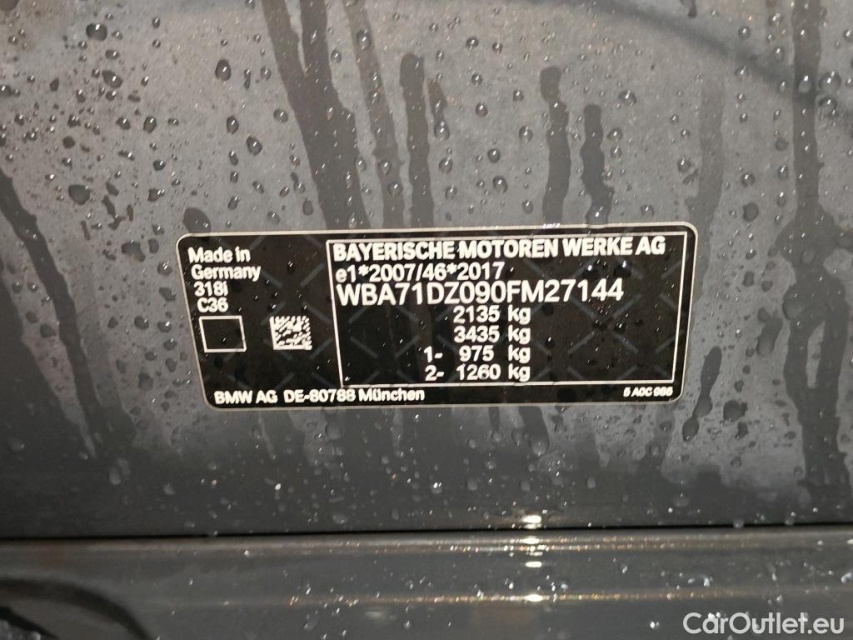 Made in
Germany
318i
C36
BAYERISCHE MOTOREN WERKE AG
e1*2007/46*2017
WBA71DZ090FM27144
2135 kg
3435 kg
1- 975 kg
2- 1260 kg
BMW AG DE-80788 München
CarOutlet.eu